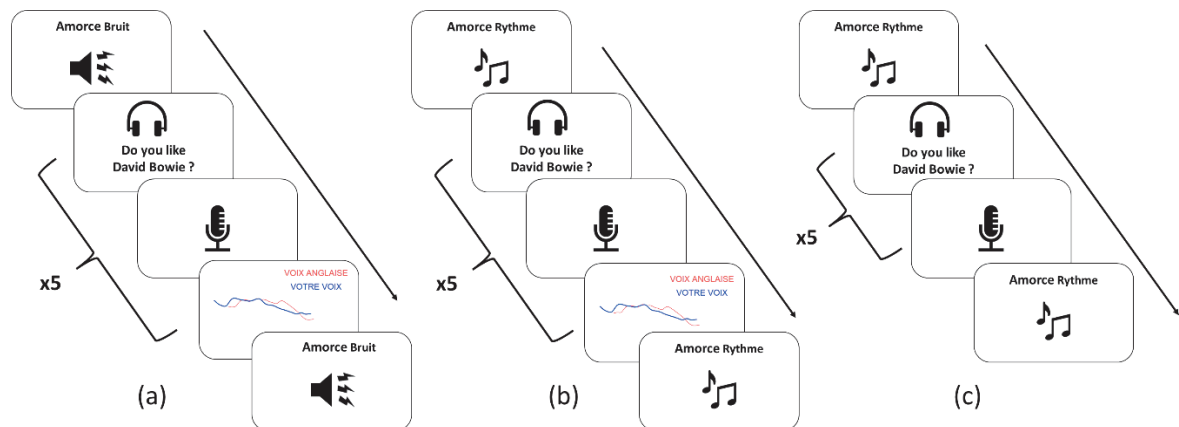 Amorce Bruit
Do you like
David Bowie ?
x5
VOIX ANGLAISE
VOTRE VOIX
Amorce Bruit
(a)
Amorce Rythme
Do you like
David Bowie ?
x5
VOIX ANGLAISE
VOTRE VOIX
Amorce Rythme
(b)
Amorce Rythme
Do you like
David Bowie ?
x5
Amorce Rythme
(c)